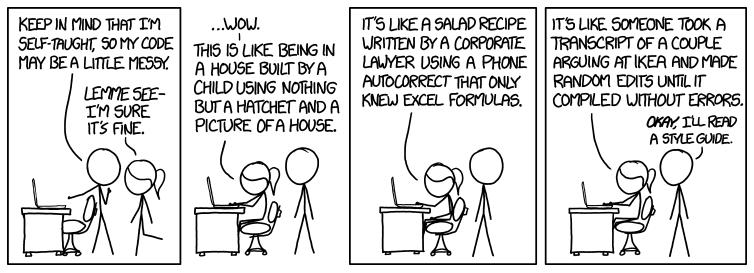 KEEP IN MIND THAT I'M
SELF-TAUGHT, SO MY CODE
MAY BE A LITTLE MESSY.
LEMME SEE-
I'M SURE
IT'S FINE.
...WOW.
THIS IS LIKE BEING IN
A HOUSE BUILT BY A
CHILD USING NOTHING
BUT A HATCHET AND A
PICTURE OF A HOUSE.
IT'S LIKE A SALAD RECIPE
WRITTEN BY A CORPORATE
LAWYER USING A PHONE
AUTOCORRECT THAT ONLY
KNEW EXCEL FORMULAS.
IT'S LIKE SOMEONE TOOK A
TRANSCRIPT OF A COUPLE
ARGUING AT IKEA AND MADE
RANDOM EDITS UNTIL IT
COMPILED WITHOUT ERRORS.
OKAY, I'LL READ
A STYLE GUIDE.